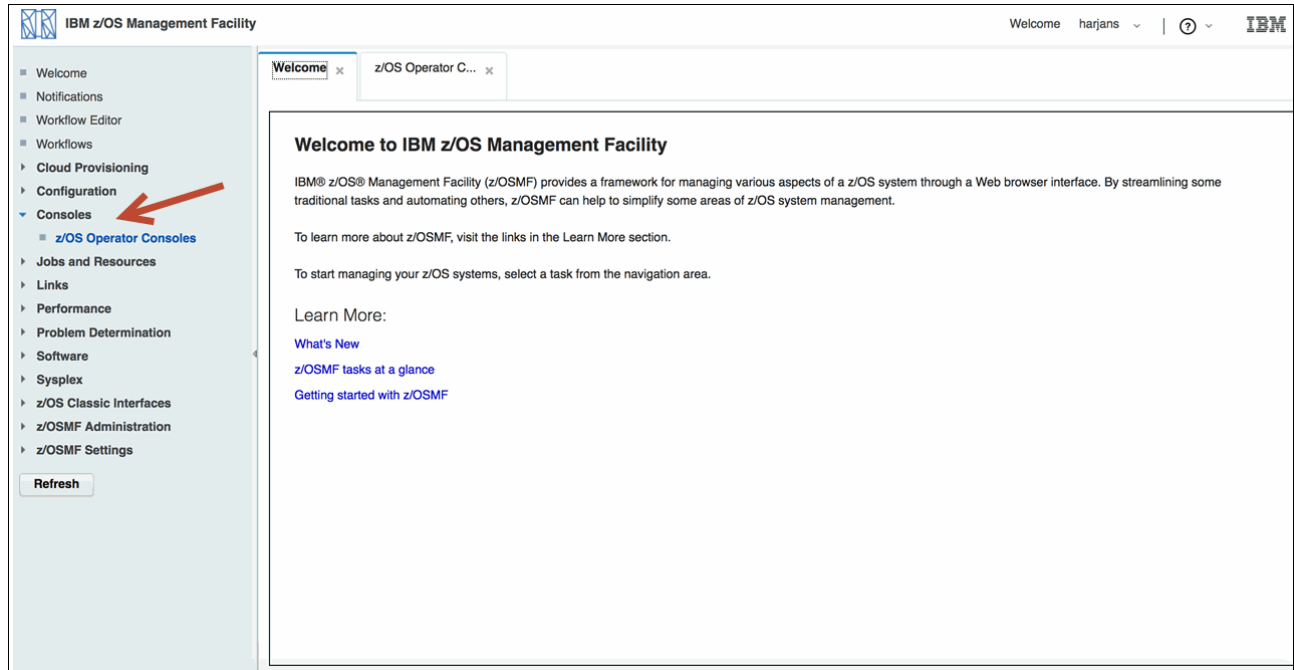 IBM z/OS Management Facility
Welcome harjans
?
IBM
Welcome
Notifications
Workflow Editor
Workflows
Cloud Provisioning
Configuration
Consoles
z/OS Operator Consoles
Jobs and Resources
Links
Performance
Problem Determination
Software
Sysplex
z/OS Classic Interfaces
z/OSMF Administration
z/OSMF Settings
Refresh
Welcome × z/OS Operator C... ×
Welcome to IBM z/OS Management Facility
IBM® z/OS® Management Facility (z/OSMF) provides a framework for managing various aspects of a z/OS system through a Web browser interface. By streamlining some
traditional tasks and automating others, z/OSMF can help to simplify some areas of z/OS system management.
To learn more about z/OSMF, visit the links in the Learn More section.
To start managing your z/OS systems, select a task from the navigation area.
Learn More:
What's New
z/OSMF tasks at a glance
Getting started with z/OSMF